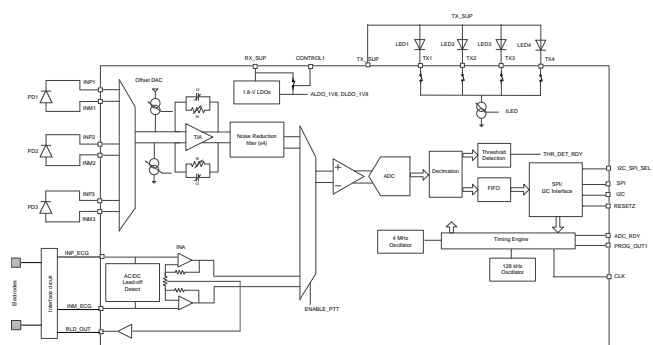 TX_SUP
LED1
LED2
LED3
LED4
RX_SUP
CONTROL1
TX_SUP
TX1
TX2
TX3
TX4
Offset DAC
1.8-V LDOs
ALDO_1V8, DLDO_1V8
ILED
INP1
PD1
INM1
TIA
Noise Reduction
filter (x4)
INP2
PD2
INM2
ADC
Decimation
Threshold
Detection
THR_DET_RDY
FIFO
SPI/
I2C Interface
I2C_SPI_SEL
SPI
I2C
RESETZ
INP3
PD3
INM3
4 MHz
Oscillator
Timing Engine
ADC_RDY
PROG_OUT1
128 kHz
Oscillator
CLK
INP_ECG
INA
Electrodes
Interface circuit
AC/DC
Lead-off
Detect
INM_ECG
ENABLE_PTT
RLD_OUT